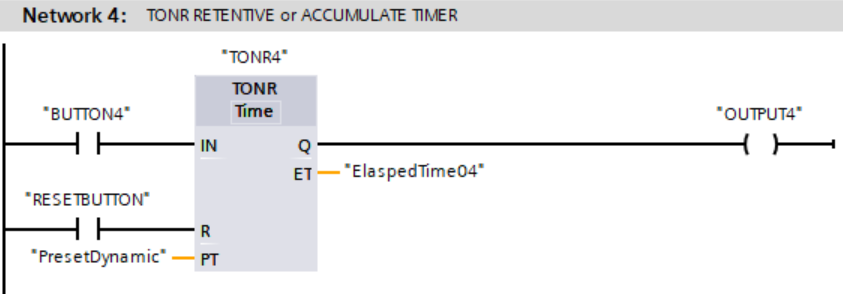 Network 4: TONR RETENTIVE or ACCUMULATE TIMER
"TONR4"
TONR
Time
"BUTTON4"
"OUTPUT4"
IN Q
ET "ElaspedTime04"
"RESETBUTTON"
R
"PresetDynamic" PT